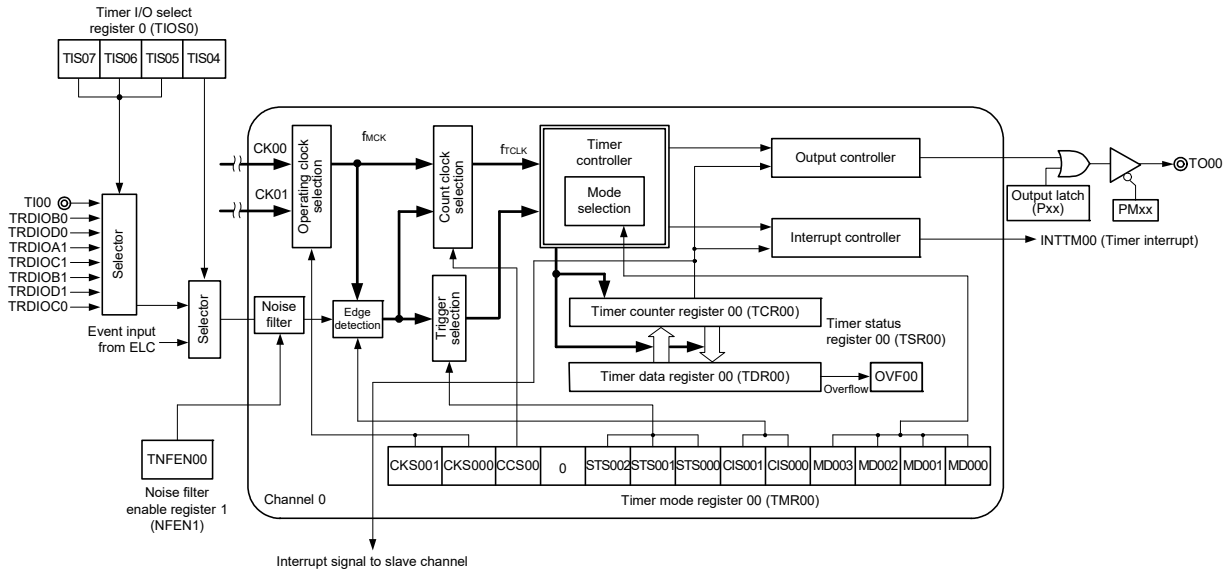 Timer I/O select
register 0 (TIOS0)
TIS07 TIS06 TIS05 TIS04
CK00
CK01
Operating clock
selection
fMCK
Count clock
selection
fTCLK
Timer
controller
Mode
selection
Output controller
Output latch
(Pxx)
PMxx
TO00
Interrupt controller
INTTM00 (Timer interrupt)
TI00
TRDIOB0
TRDIOD0
TRDIOA1
TRDIOC1
TRDIOB1
TRDIOD1
TRDIOC0
Selector
Event input
from ELC
Selector
Noise
filter
Edge
detection
Trigger
selection
Timer counter register 00 (TCR00)
Timer status
register 00 (TSR00)
Timer data register 00 (TDR00)
Overflow
OVF00
TNFEN00
Noise filter
enable register 1
(NFEN1)
CKS001 CKS000 CCS00 0 STS002 STS001 STS000 CIS001 CIS000 MD003 MD002 MD001 MD000
Channel 0
Timer mode register 00 (TMR00)
Interrupt signal to slave channel